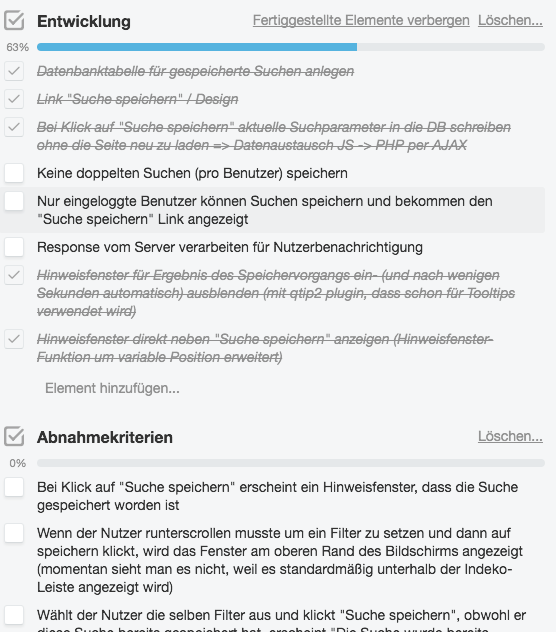 Entwicklung Fertiggestellte Elemente verbergen Löschen...
63%
Datenbanktabelle für gespeicherte Suchen anlegen
Link "Suche speichern" / Design
Bei Klick auf "Suche speichern" aktuelle Suchparameter in die DB schreiben
ohne die Seite neu zu laden => Datenaustausch JS -> PHP per AJAX
Keine doppelten Suchen (pro Benutzer) speichern
Nur eingeloggte Benutzer können Suchen speichern und bekommen den
"Suche speichern" Link angezeigt
Response vom Server verarbeiten für Nutzerbenachrichtigung
Hinweisfenster für Ergebnis des Speichervorgangs ein- (und nach wenigen
Sekunden automatisch) ausblenden (mit qtip2 plugin, dass schon für Tooltips
verwendet wird)
Hinweisfenster direkt neben "Suche speichern" anzeigen (Hinweisfenster-
Funktion um variable Position erweitert)
Element hinzufügen...
Abnahmekriterien Löschen...
0%
Bei Klick auf "Suche speichern" erscheint ein Hinweisfenster, dass die Suche
gespeichert worden ist
Wenn der Nutzer runterscrollen musste um ein Filter zu setzen und dann auf
speichern klickt, wird das Fenster am oberen Rand des Bildschirms angezeigt
(momentan sieht man es nicht, weil es standardmäßig unterhalb der Indeko-
Leiste angezeigt wird)
Wählt der Nutzer die selben Filter aus und klickt "Suche speichern", obwohl er
diese Suche bereits gespeichert hat, erscheint "Die Suche wurde bereits